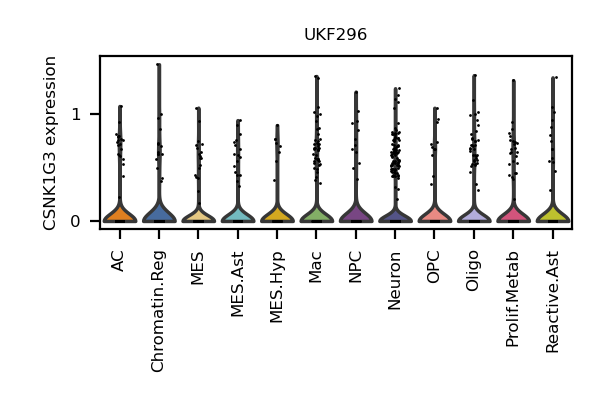 UKF296
CSNK1G3 expression
1
0
AC
Chromatin.Reg
MES
MES.Ast
MES.Hyp
Mac
NPC
Neuron
OPC
Oligo
Prolif.Metab
Reactive.Ast